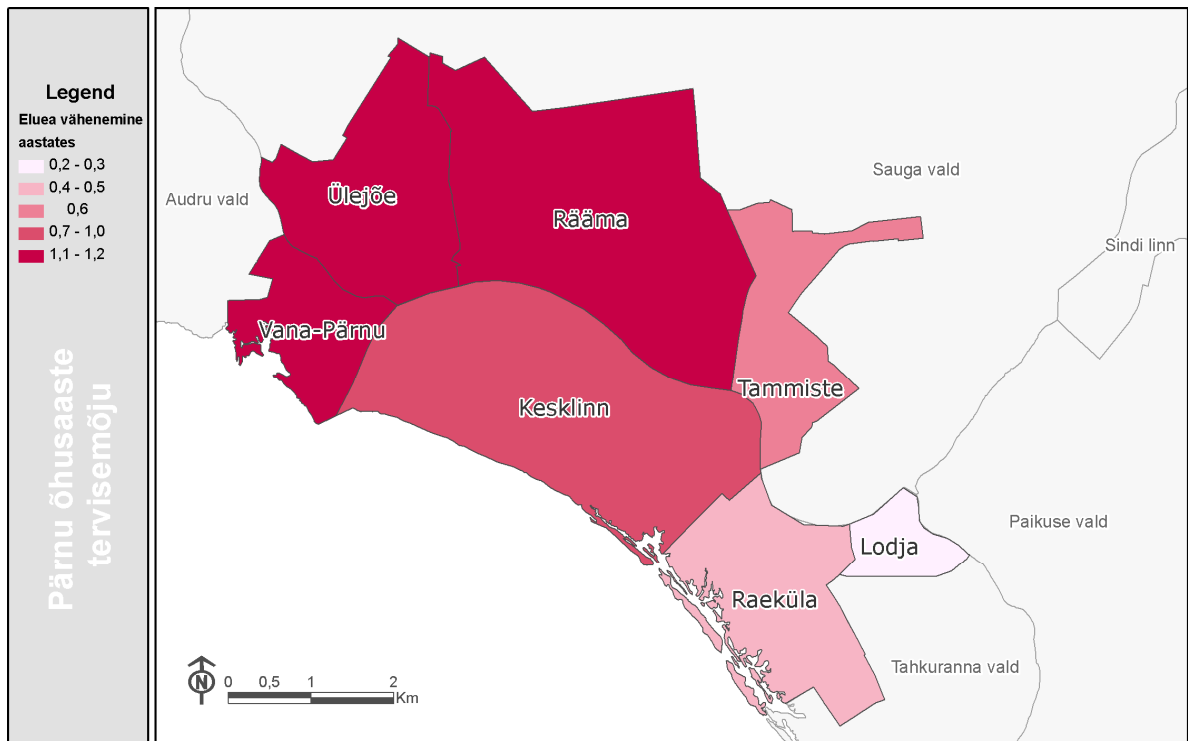 Legend
Eluea vähenemine
aastates
0,2 - 0,3
0,4 - 0,5
0,6
0,7 - 1,0
1,1 - 1,2
Pärnu õhusaaste
tervisemõju
Sauga vald
Audru vald
Ülejõe
Rääma
Sindi linn
Vana-Pärnu
Tammiste
Kesklinn
Paikuse vald
Lodja
Raeküla
Tahkuranna vald
N
0 0,5 1 2
Km